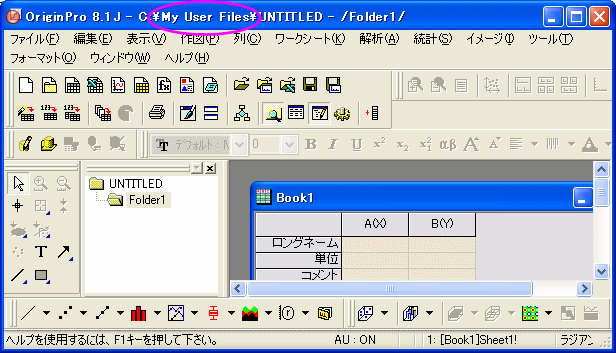 OriginPro 8.1J - C:¥My User Files¥UNTITLED - /Folder1/
ファイル(F) 編集(E) 表示(V) 作図(P) 列(C) ワークシート(K) 解析(A) 統計(S) イメージ(I) ツール(T)
フォーマット(O) ウィンドウ(W) ヘルプ(H)
デフォルト: M 0 B I U x² x₂ αβ A A A
UNTITLED
Folder1
Book1
A(X) B(Y)
ロングネーム
単位
コメント
T
ヘルプを使用するには、F1キーを押して下さい。 AU : ON 1: [Book1]Sheet1! ラジアン